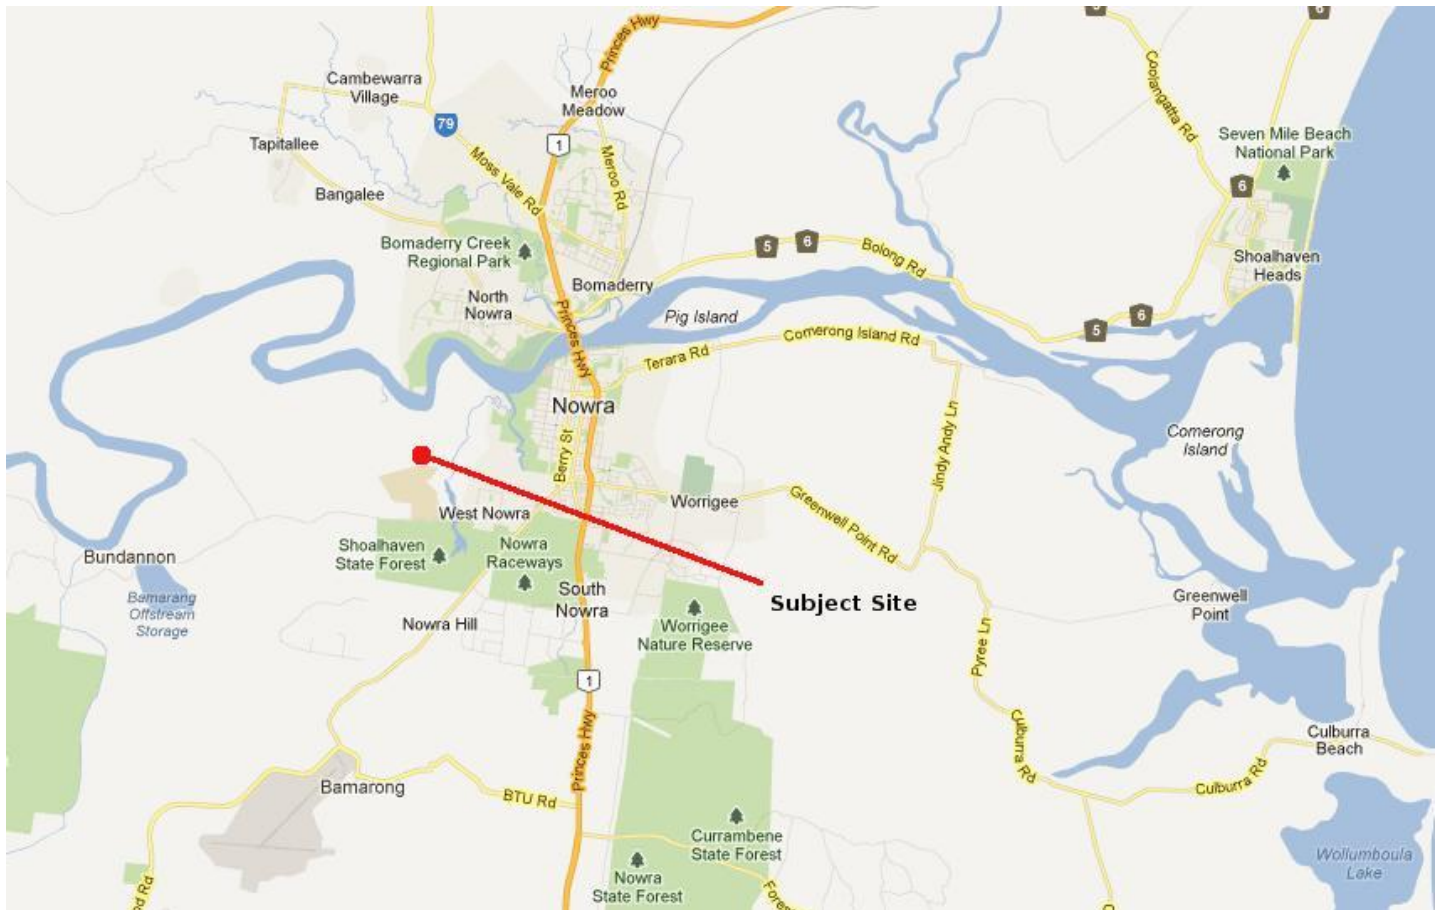 Princes Hwy
5
6
Cambewarra
Village
Meroo
Meadow
79
1
Coolangatta Rd
Seven Mile Beach
National Park
Tapitallee
Moss Vale Rd
Meroo Rd
Bangalee
6
6
Bomaderry Creek
Regional Park
5
6
Bolong Rd
Shoalhaven
Heads
North
Nowra
Bomaderry
Princes Hwy
Pig Island
5
6
Terara Rd
Comerong Island Rd
Nowra
Jindy Andy Ln
Comerong
Island
Berry St
West Nowra
Worrigee
Greenwell Point Rd
Shoalhaven
State Forest
Nowra
Raceways
Bundannon
Bamarang
Offstream
Storage
South
Nowra
Subject Site
Greenwell
Point
Nowra Hill
Worrigee
Nature Reserve
Pyree Ln
1
Princes Hwy
Culburra Rd
Culburra
Beach
Bamarong
BTU Rd
Culburra Rd
Currambene
State Forest
Wollumboula
Lake
Nowra
State Forest